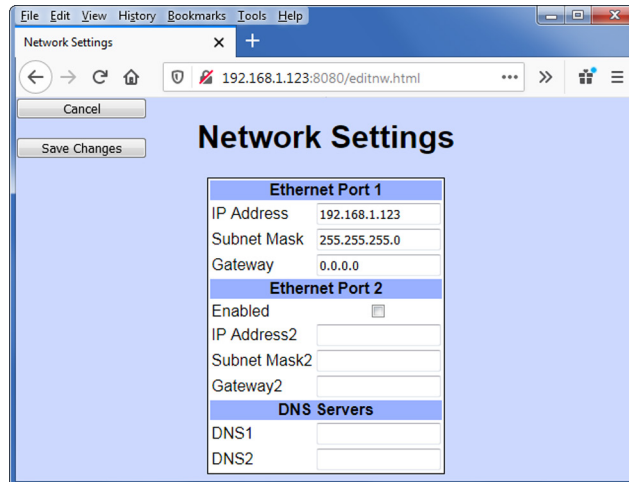 File Edit View History Bookmarks Tools Help
Network Settings
192.168.1.123:8080/editnw.html
Cancel
Save Changes
Network Settings
Ethernet Port 1
IP Address 192.168.1.123
Subnet Mask 255.255.255.0
Gateway 0.0.0.0
Ethernet Port 2
Enabled
IP Address2
Subnet Mask2
Gateway2
DNS Servers
DNS1
DNS2